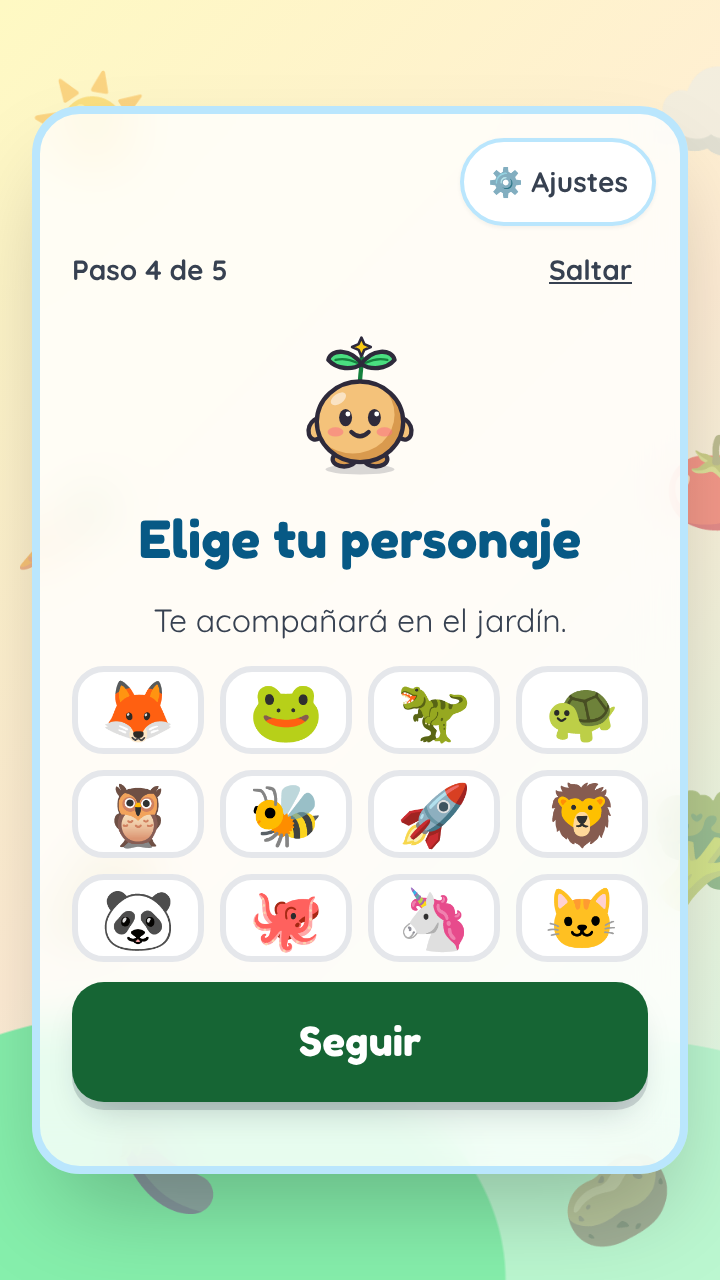 ⚙️ Ajustes
Paso 4 de 5
Saltar
Elige tu personaje
Te acompañará en el jardín.
Seguir